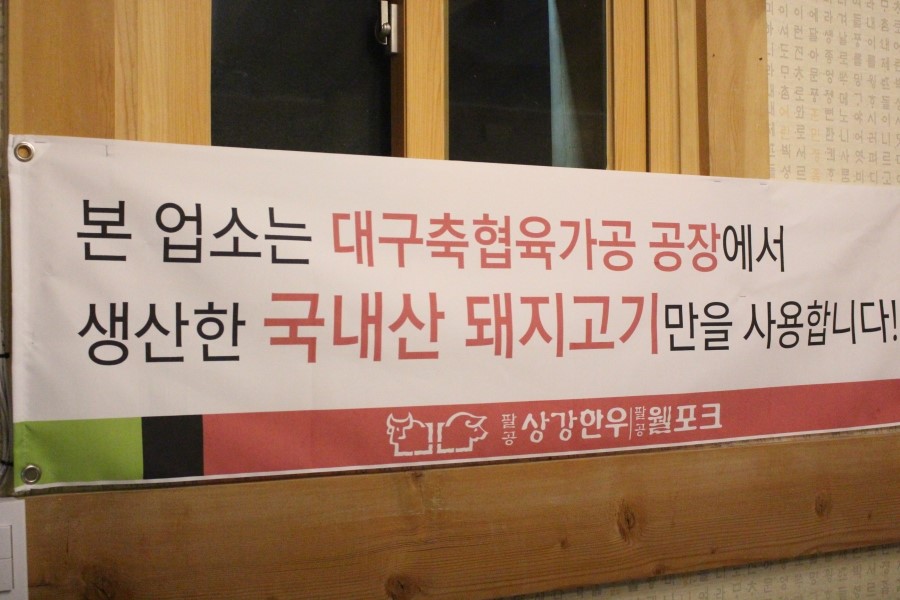 본 업소는 대구축협육가공 공장에서
생산한 국내산 돼지고기만을 사용합니다!
팔공 상강한우 팔공 웰포크